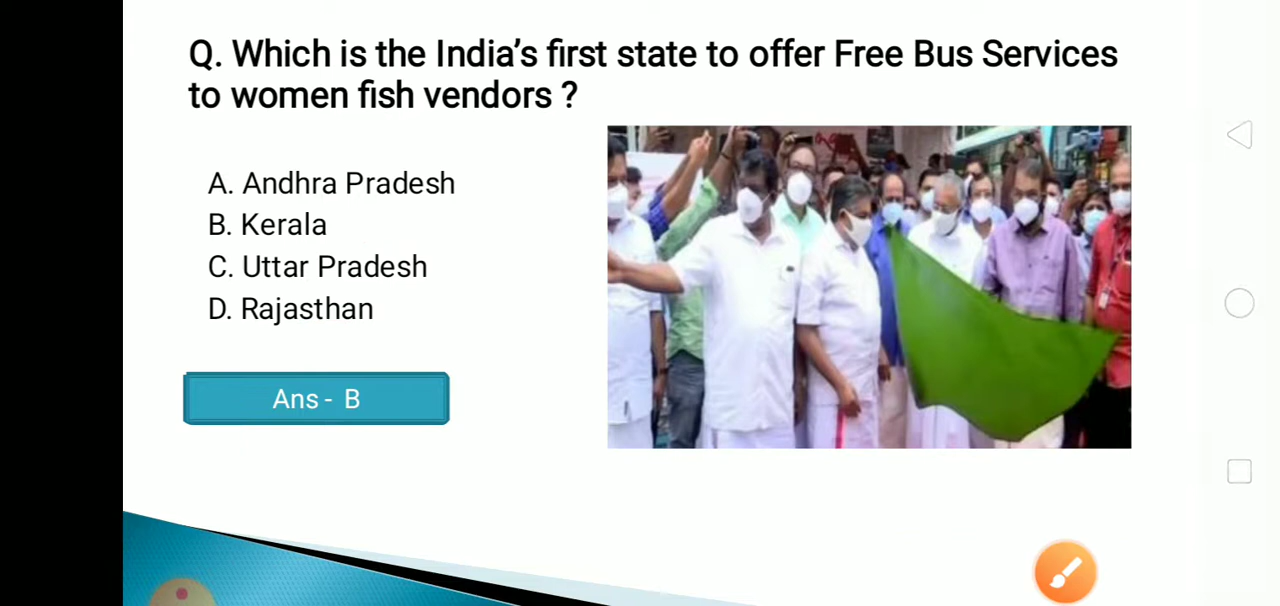 Q. Which is the India's first state to offer Free Bus Services
to women fish vendors ?
A. Andhra Pradesh
B. Kerala
C. Uttar Pradesh
D. Rajasthan
Ans - B